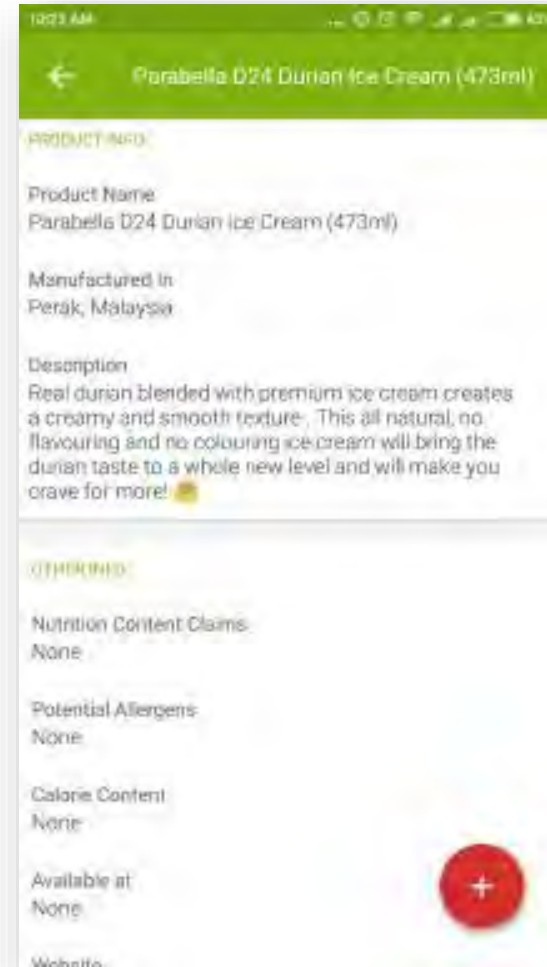 10:23 AM
Parabella D24 Durian Ice Cream (473ml)
PRODUCT INFO
Product Name
Parabella D24 Durian Ice Cream (473ml)
Manufactured In
Perak, Malaysia
Description
Real durian blended with premium ice cream creates
a creamy and smooth texture . This all natural, no
flavouring and no colouring ice cream will bring the
durian taste to a whole new level and will make you
crave for more!
OTHER INFO
Nutrition Content Claims
None
Potential Allergens
None
Calorie Content
None
Available at
None
Website